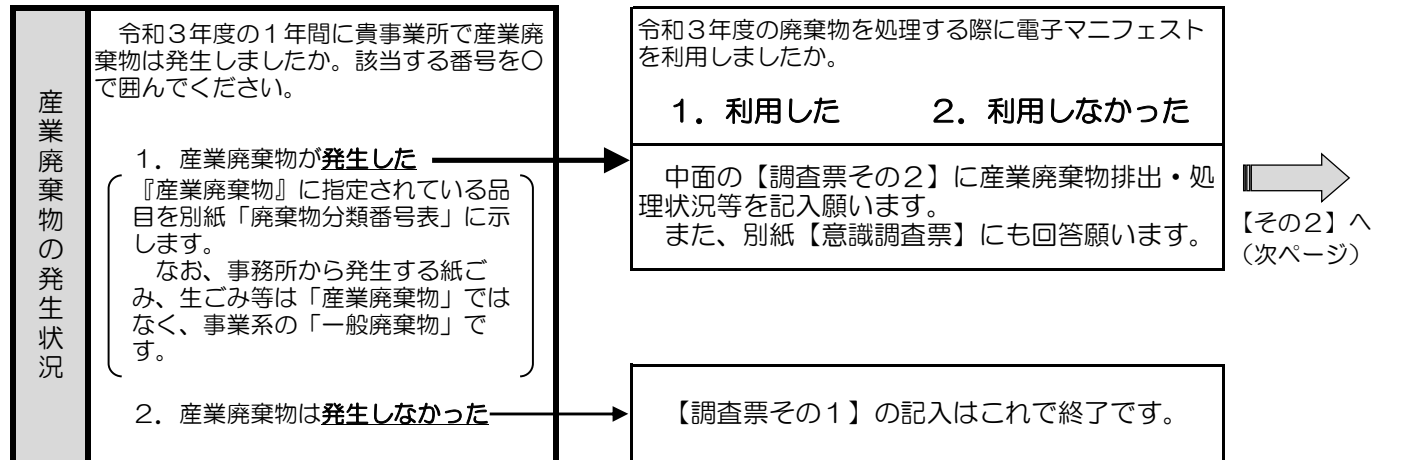 産業廃棄物の発生状況
　令和３年度の１年間に貴事業所で産業廃
棄物は発生しましたか。該当する番号を〇
で囲んでください。
１．産業廃棄物が発生した
『産業廃棄物』に指定されている品
目を別紙「廃棄物分類番号表」に示
します。
　なお、事務所から発生する紙ご
み、生ごみ等は「産業廃棄物」では
なく、事業系の「一般廃棄物」で
す。
２．産業廃棄物は発生しなかった
令和３年度の廃棄物を処理する際に電子マニフェスト
を利用しましたか。
１．利用した　　２．利用しなかった
　中面の【調査票その２】に産業廃棄物排出・処
理状況等を記入願います。
　また、別紙【意識調査票】にも回答願います。
【その２】へ
（次ページ）
【調査票その１】の記入はこれで終了です。